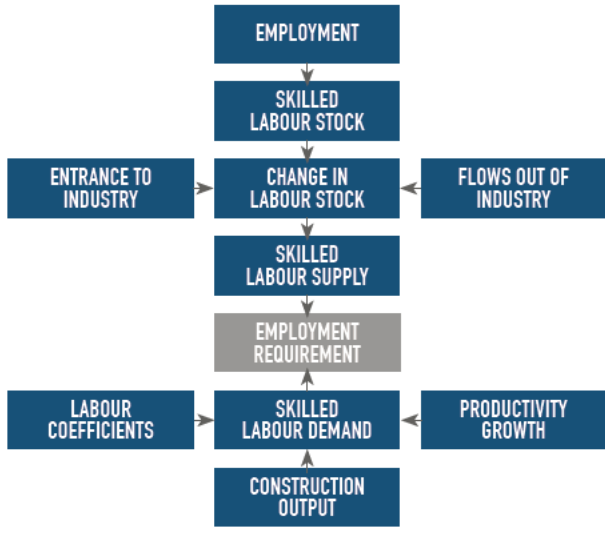 EMPLOYMENT
SKILLED
LABOUR STOCK
ENTRANCE TO
INDUSTRY
CHANGE IN
LABOUR STOCK
FLOWS OUT OF
INDUSTRY
SKILLED
LABOUR SUPPLY
EMPLOYMENT
REQUIREMENT
LABOUR
COEFFICIENTS
SKILLED
LABOUR DEMAND
PRODUCTIVITY
GROWTH
CONSTRUCTION
OUTPUT